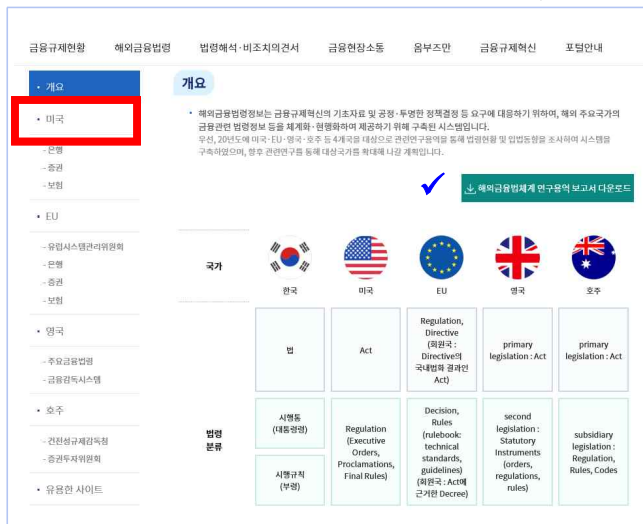 금융규제현황 해외금융법령 법령해석·비조치의견서 금융현장소통 옴부즈만 금융규제혁신 포털안내
• 개요
• 미국
- 은행
- 증권
- 보험
• EU
- 유럽시스템관리위원회
- 은행
- 증권
- 보험
• 영국
- 주요금융법령
- 금융감독시스템
• 호주
- 건전성규제감독청
- 증권투자위원회
• 유용한 사이트
개요
• 해외금융법령정보는 금융규제혁신의 기초자료 및 공정·투명한 정책결정 등 요구에 대응하기 위하여, 해외 주요국가의
금융관련 법령정보 등을 체계화·현행화하여 제공하기 위해 구축된 시스템입니다.
우선, 20년도에 미국·EU·영국·호주 등 4개국을 대상으로 관련연구용역을 통해 법령현황 및 입법동향을 조사하여 시스템을
구축하였으며, 향후 관련연구를 통해 대상국가를 확대해 나갈 계획입니다.
해외금융법체계 연구용역 보고서 다운로드
국가
한국
미국
EU
영국
호주
법령
분류
법
Act
Regulation,
Directive
(회원국 :
Directive의
국내법화 결과인
Act)
primary
legislation : Act
primary
legislation : Act
시행통
(대통령령)
시행규칙
(부령)
Regulation
(Executive
Orders,
Proclamations,
Final Rules)
Decision,
Rules
(rulebook:
technical
standards,
guidelines)
(회원국 : Act에
근거한 Decree)
second
legislation :
Statutory
Instruments
(orders,
regulations,
rules)
subsidiary
legislation :
Regulation,
Rules, Codes